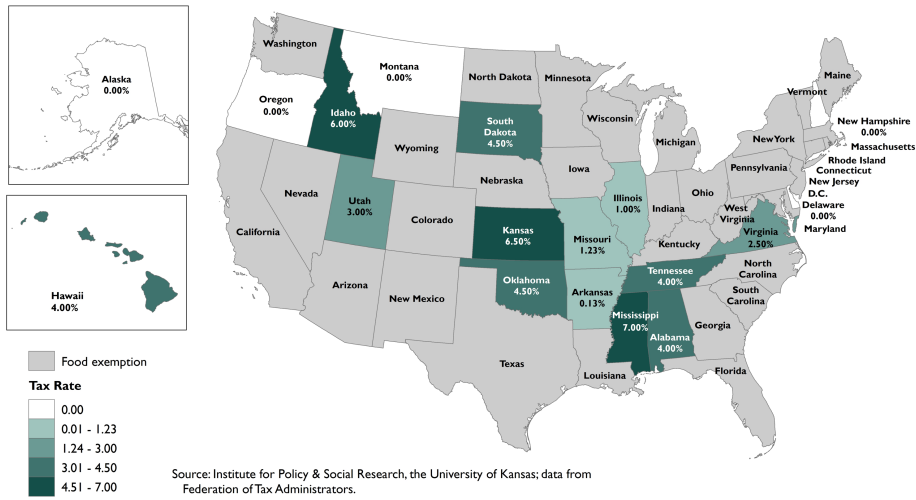 Alaska
0.00%
Hawaii
4.00%
Washington
Oregon
0.00%
California
Nevada
Idaho
6.00%
Montana
0.00%
Wyoming
Utah
3.00%
Arizona
Colorado
New Mexico
North Dakota
South
Dakota
4.50%
Nebraska
Kansas
6.50%
Oklahoma
4.50%
Texas
Minnesota
Iowa
Missouri
1.23%
Arkansas
0.13%
Louisiana
Wisconsin
Illinois
1.00%
Michigan
Indiana
Ohio
Kentucky
Tennessee
4.00%
Mississippi
7.00%
Alabama
4.00%
Georgia
Florida
South
Carolina
North
Carolina
Virginia
2.50%
West
Virginia
Pennsylvania
NewYork
Vermont
Maine
New Hampshire
0.00%
Massachusetts
Rhode Island
Connecticut
New Jersey
D.C.
Delaware
0.00%
Maryland
Food exemption
Tax Rate
0.00
0.01 - 1.23
1.24 - 3.00
3.01 - 4.50
4.51 - 7.00
Source: Institute for Policy & Social Research, the University of Kansas; data from
Federation of Tax Administrators.